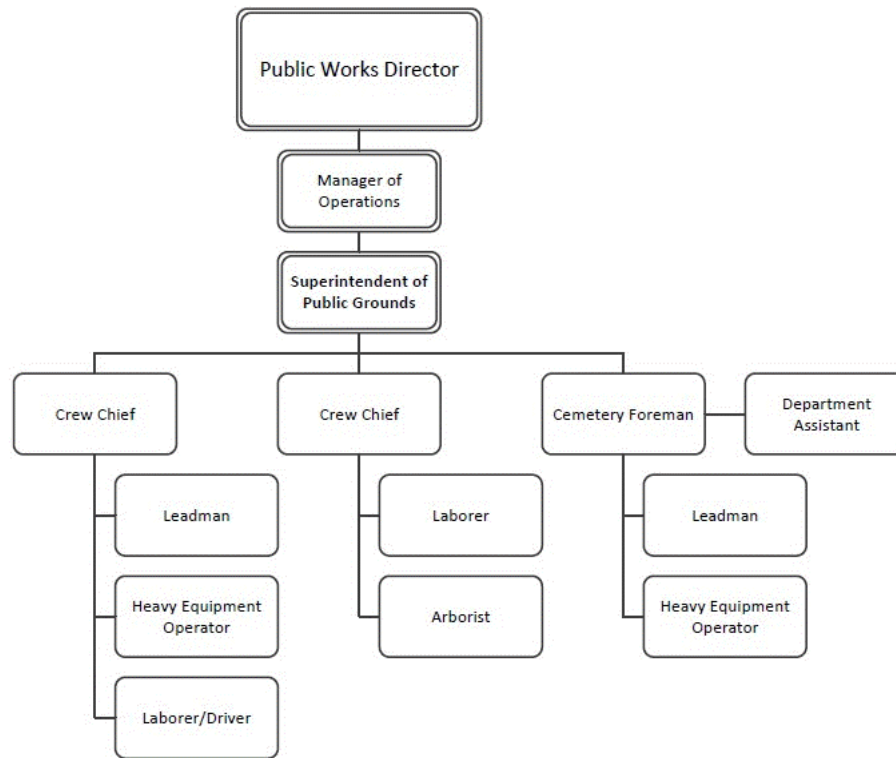 Public Works Director
Manager of
Operations
Superintendent of
Public Grounds
Crew Chief
Crew Chief
Cemetery Foreman
Department
Assistant
Leadman
Laborer
Leadman
Heavy Equipment
Operator
Arborist
Heavy Equipment
Operator
Laborer/Driver